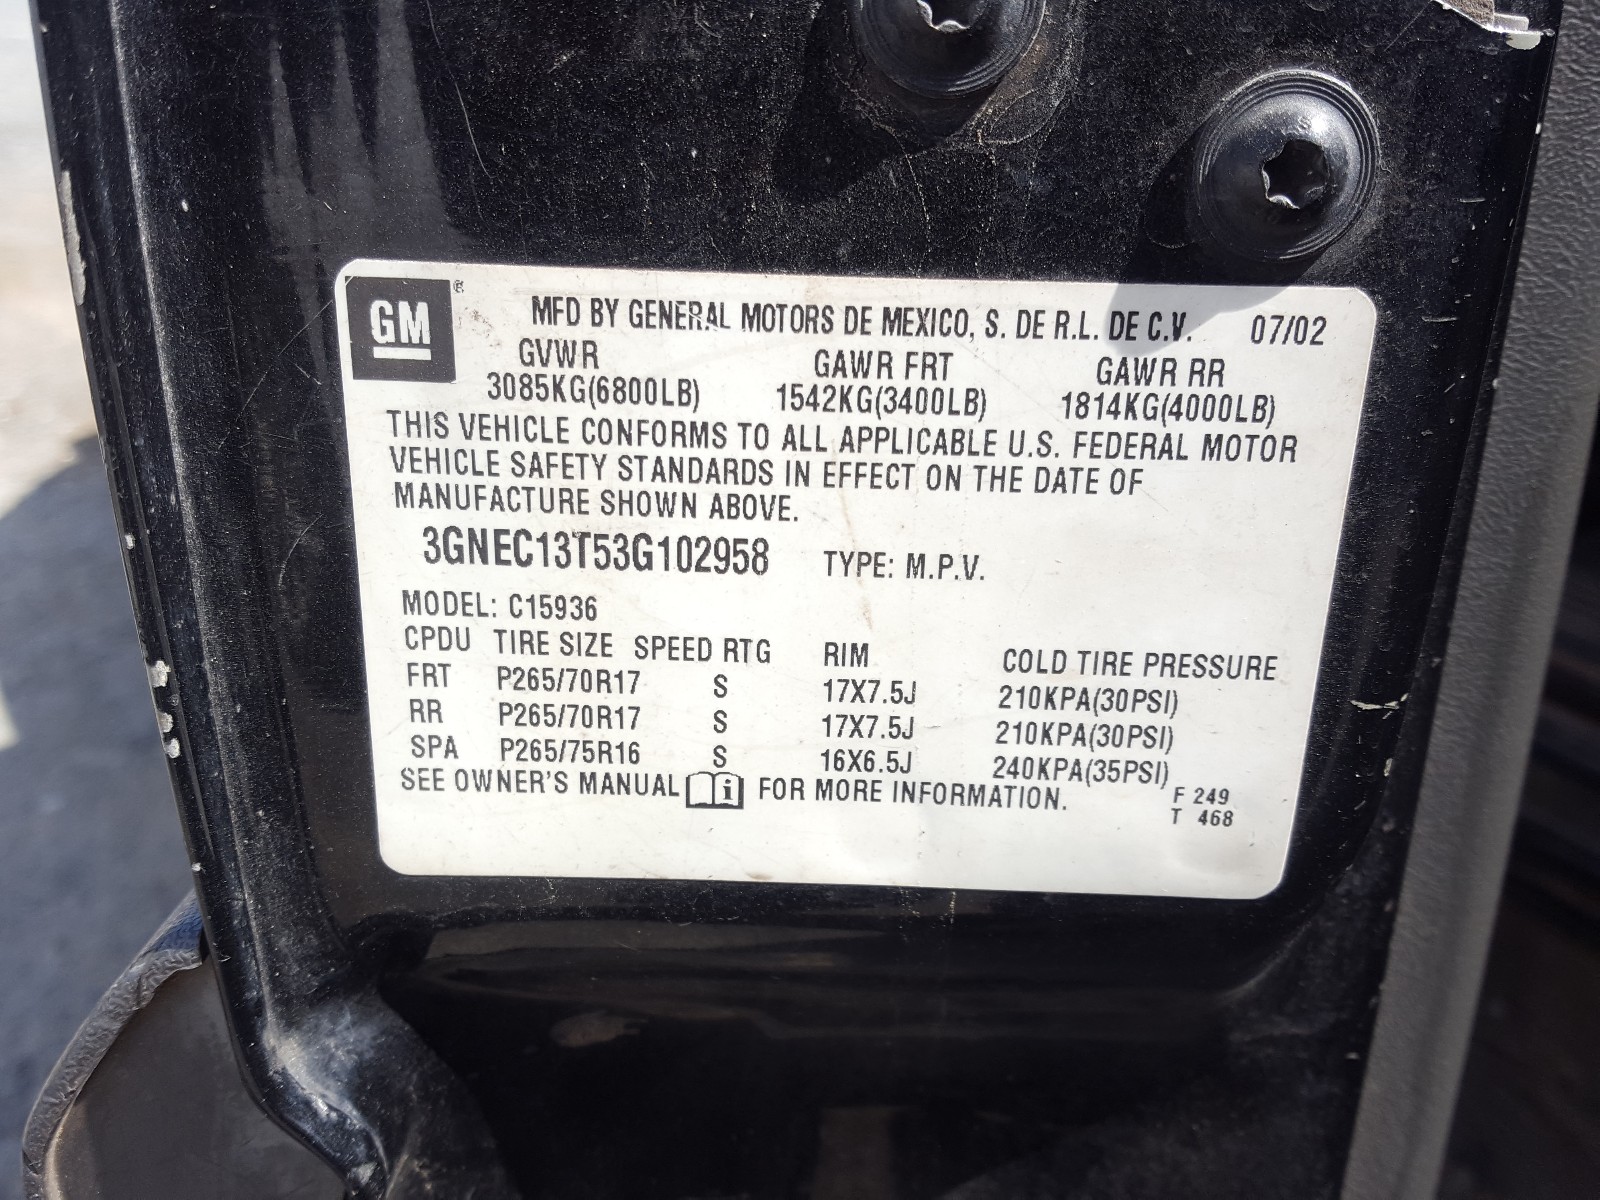 GM®
MFD BY GENERAL MOTORS DE MEXICO, S. DE R.L. DE C.V. 07/02
GVWR GAWR FRT GAWR RR
3085KG(6800LB) 1542KG(3400LB) 1814KG(4000LB)
THIS VEHICLE CONFORMS TO ALL APPLICABLE U.S. FEDERAL MOTOR
VEHICLE SAFETY STANDARDS IN EFFECT ON THE DATE OF
MANUFACTURE SHOWN ABOVE.
3GNEC13T53G102958 TYPE: M.P.V.
MODEL: C15936
CPDU TIRE SIZE SPEED RTG RIM COLD TIRE PRESSURE
FRT P265/70R17 S 17X7.5J 210KPA(30PSI)
RR P265/70R17 S 17X7.5J 210KPA(30PSI)
SPA P265/75R16 S 16X6.5J 240KPA(35PSI)
SEE OWNER'S MANUAL i FOR MORE INFORMATION. F 249
T 468